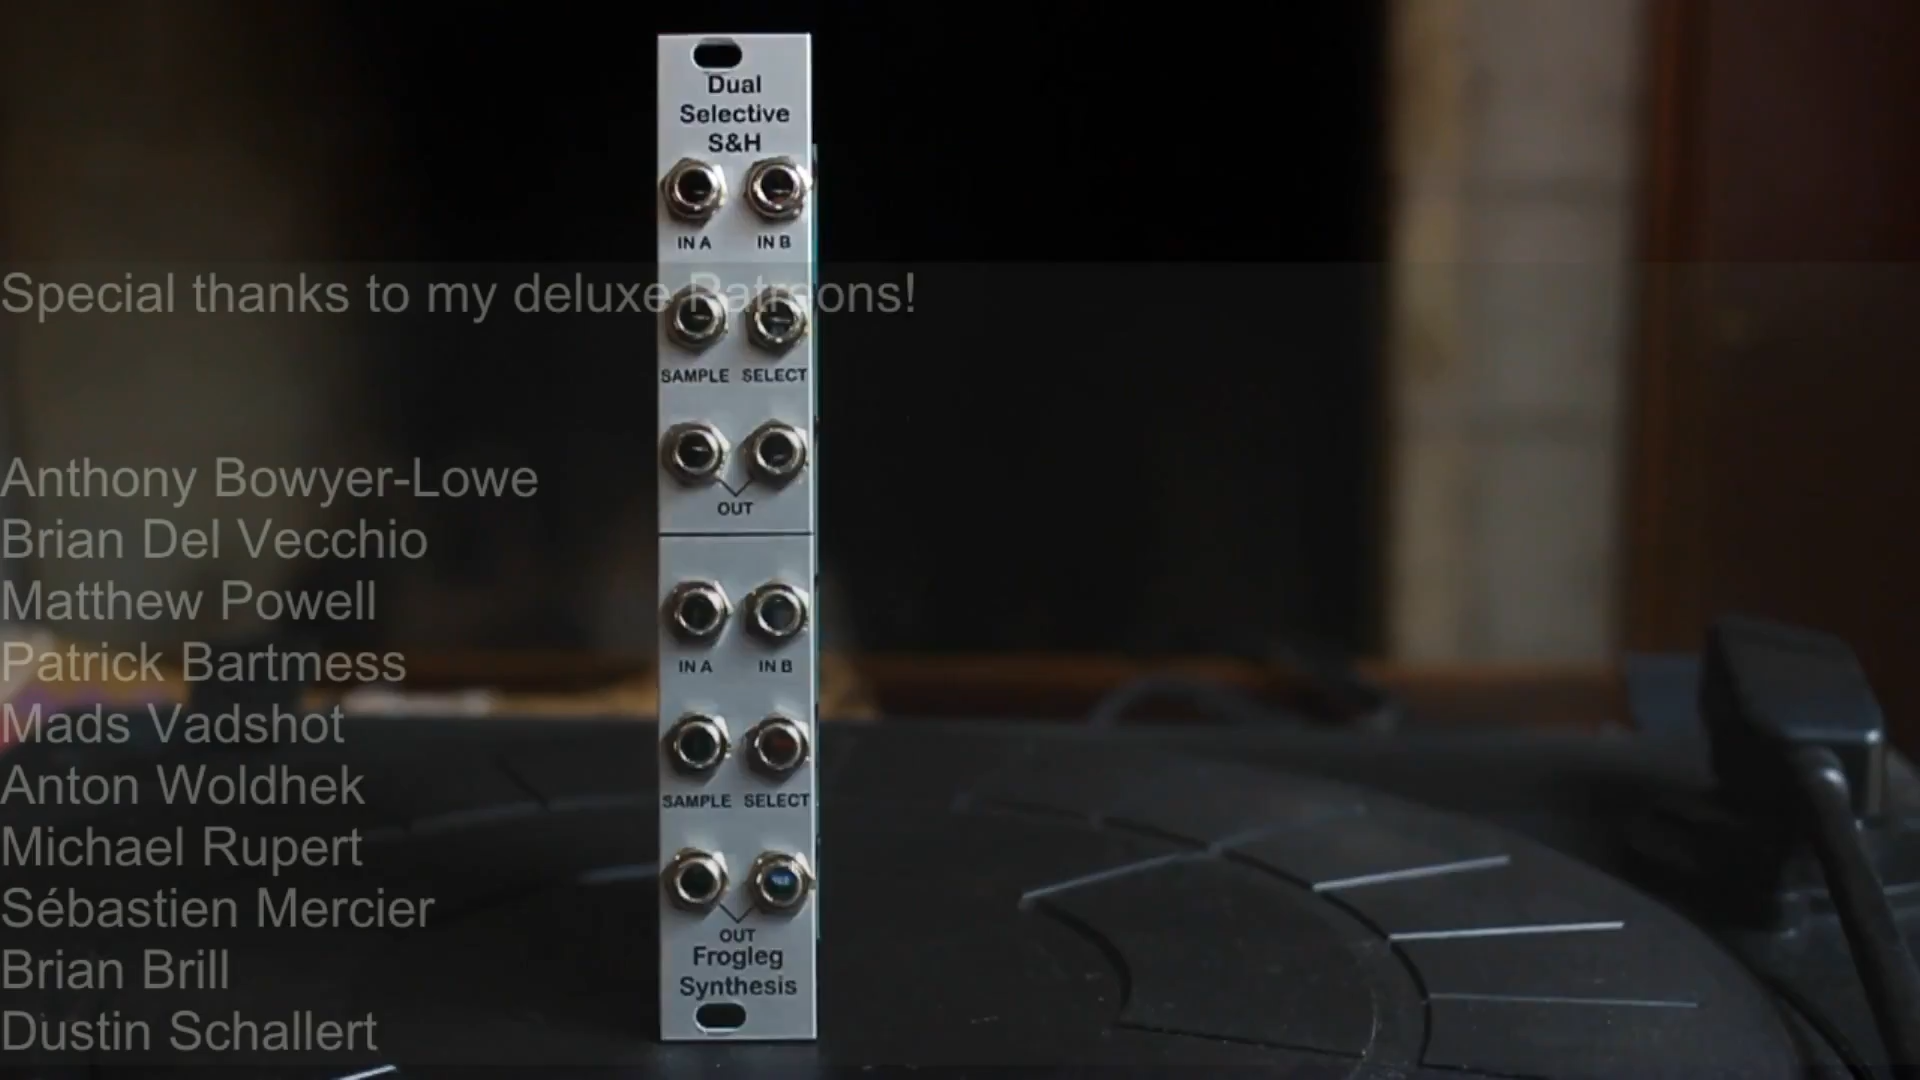 Dual
Selective
S&H
IN A IN B
Special thanks to my deluxe Patreons!
SAMPLE SELECT
OUT
IN A IN B
SAMPLE SELECT
OUT
Frogleg
Synthesis
Anthony Bowyer-Lowe
Brian Del Vecchio
Matthew Powell
Patrick Bartmess
Mads Vadshot
Anton Woldhek
Michael Rupert
Sébastien Mercier
Brian Brill
Dustin Schallert